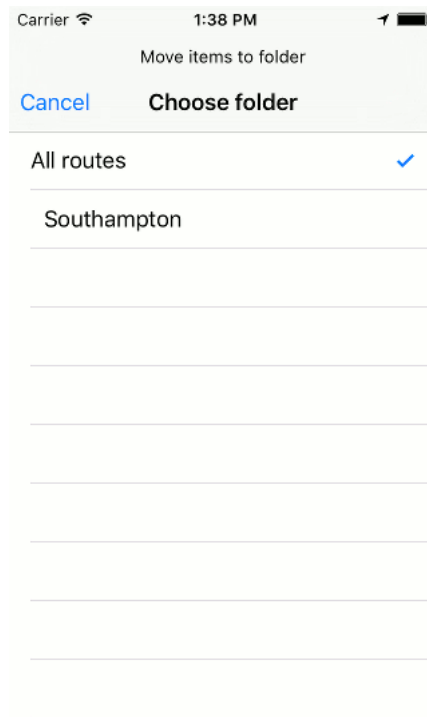 Carrier 1:38 PM
Move items to folder
Cancel Choose folder
All routes
Southampton